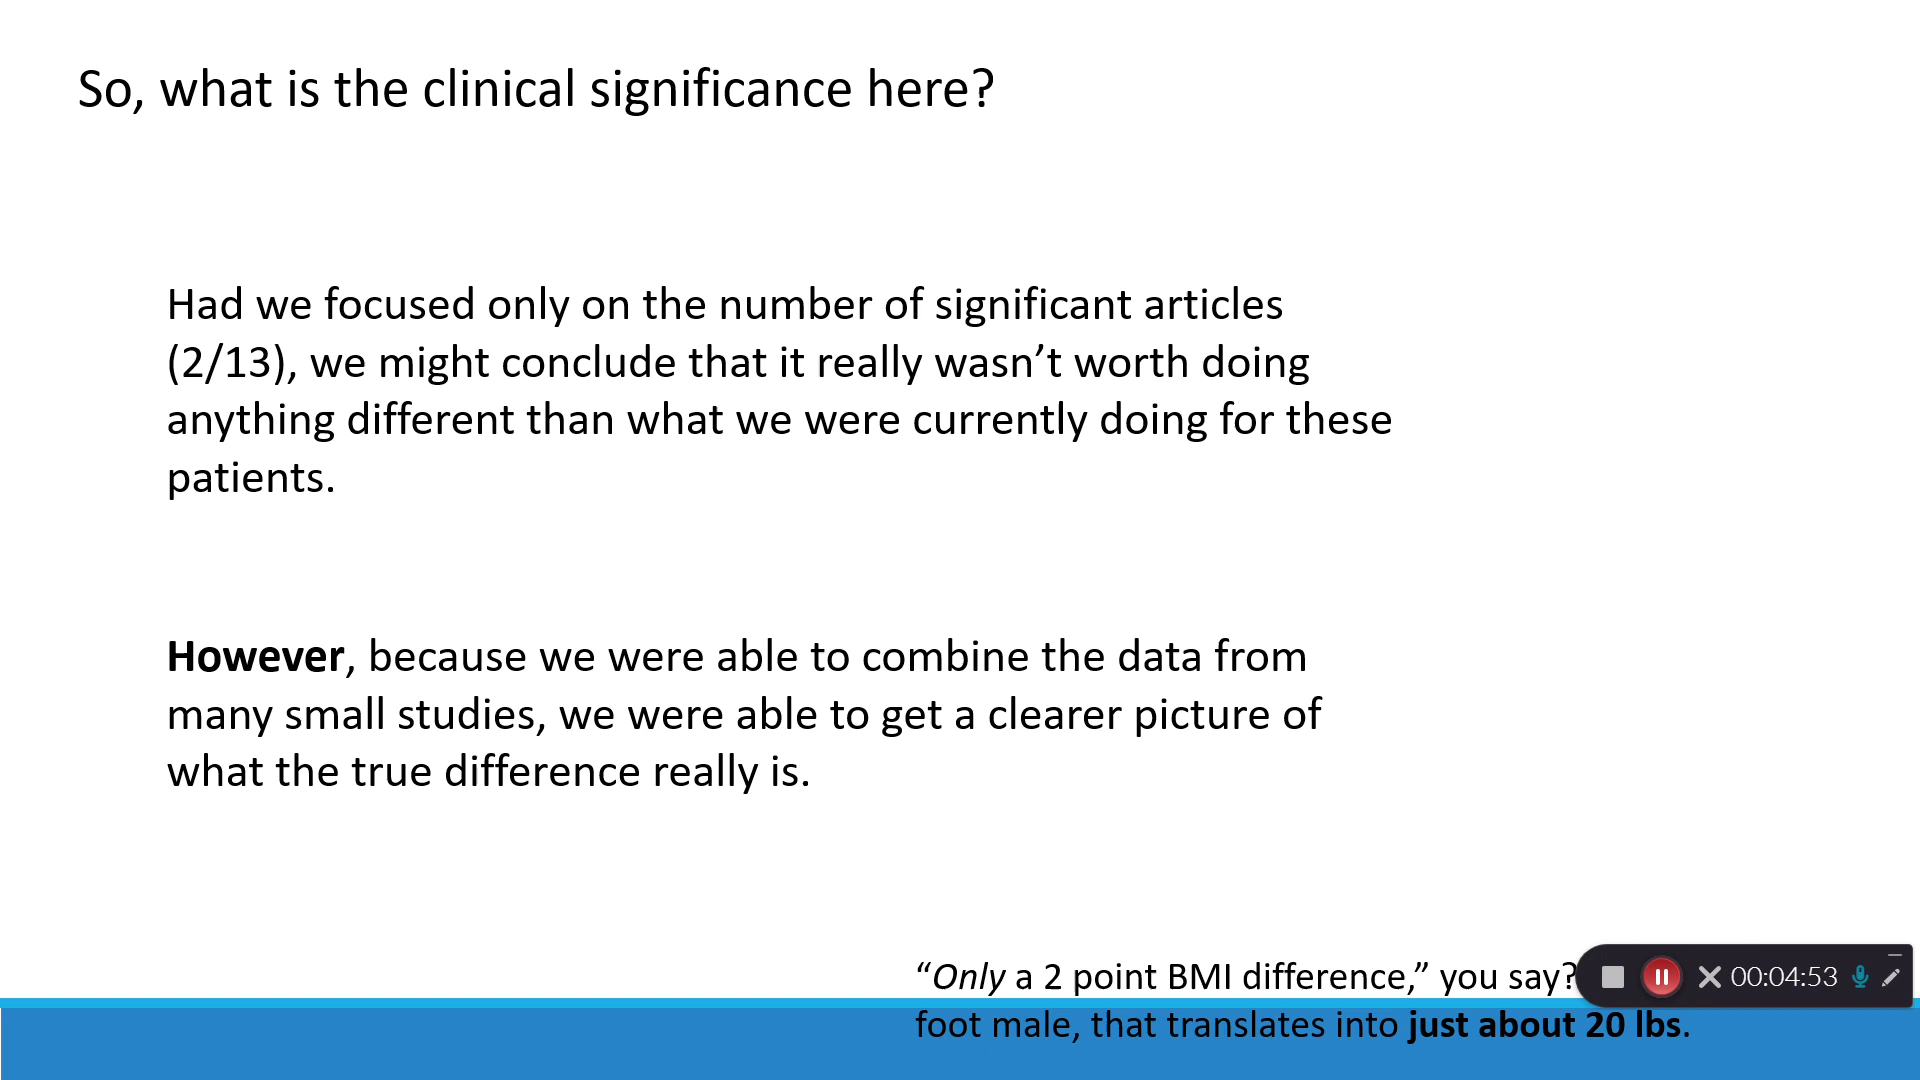 So, what is the clinical significance here?
Had we focused only on the number of significant articles
(2/13), we might conclude that it really wasn’t worth doing
anything different than what we were currently doing for these
patients.
However, because we were able to combine the data from
many small studies, we were able to get a clearer picture of
what the true difference really is.
“Only a 2 point BMI difference,” you say?
foot male, that translates into just about 20 lbs.
00:04:53